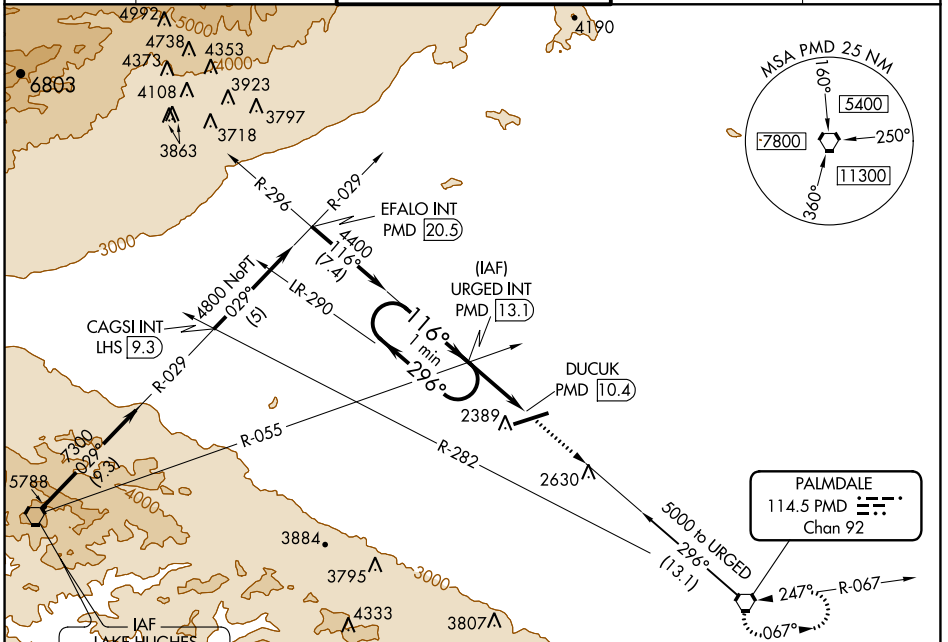 4992
5000
4190
4738
4353
4373
4000
6803
4108
3923
3797
3718
3863
MSA PMD 25 NM
160°
5400
7800
250°
11300
360°
R-296
R-029
EFALO INT
PMD 20.5
3000
4400
116°
(7.4)
4800 NoPT
029°
(5)
LR-290
(IAF)
URGED INT
PMD 13.1
CAGSI INT
LHS 9.3
116°
1 min
296°
R-029
DUCUK
PMD 10.4
2389
R-055
R-282
7300
029°
(9.3)
5788
4000
2630
PALMDALE
114.5 PMD
Chan 92
5000 to URGED
296°
(13.1)
3884
3795
3000
247°
R-067
067°
4333
3807
IAF
LAKE HUGHES